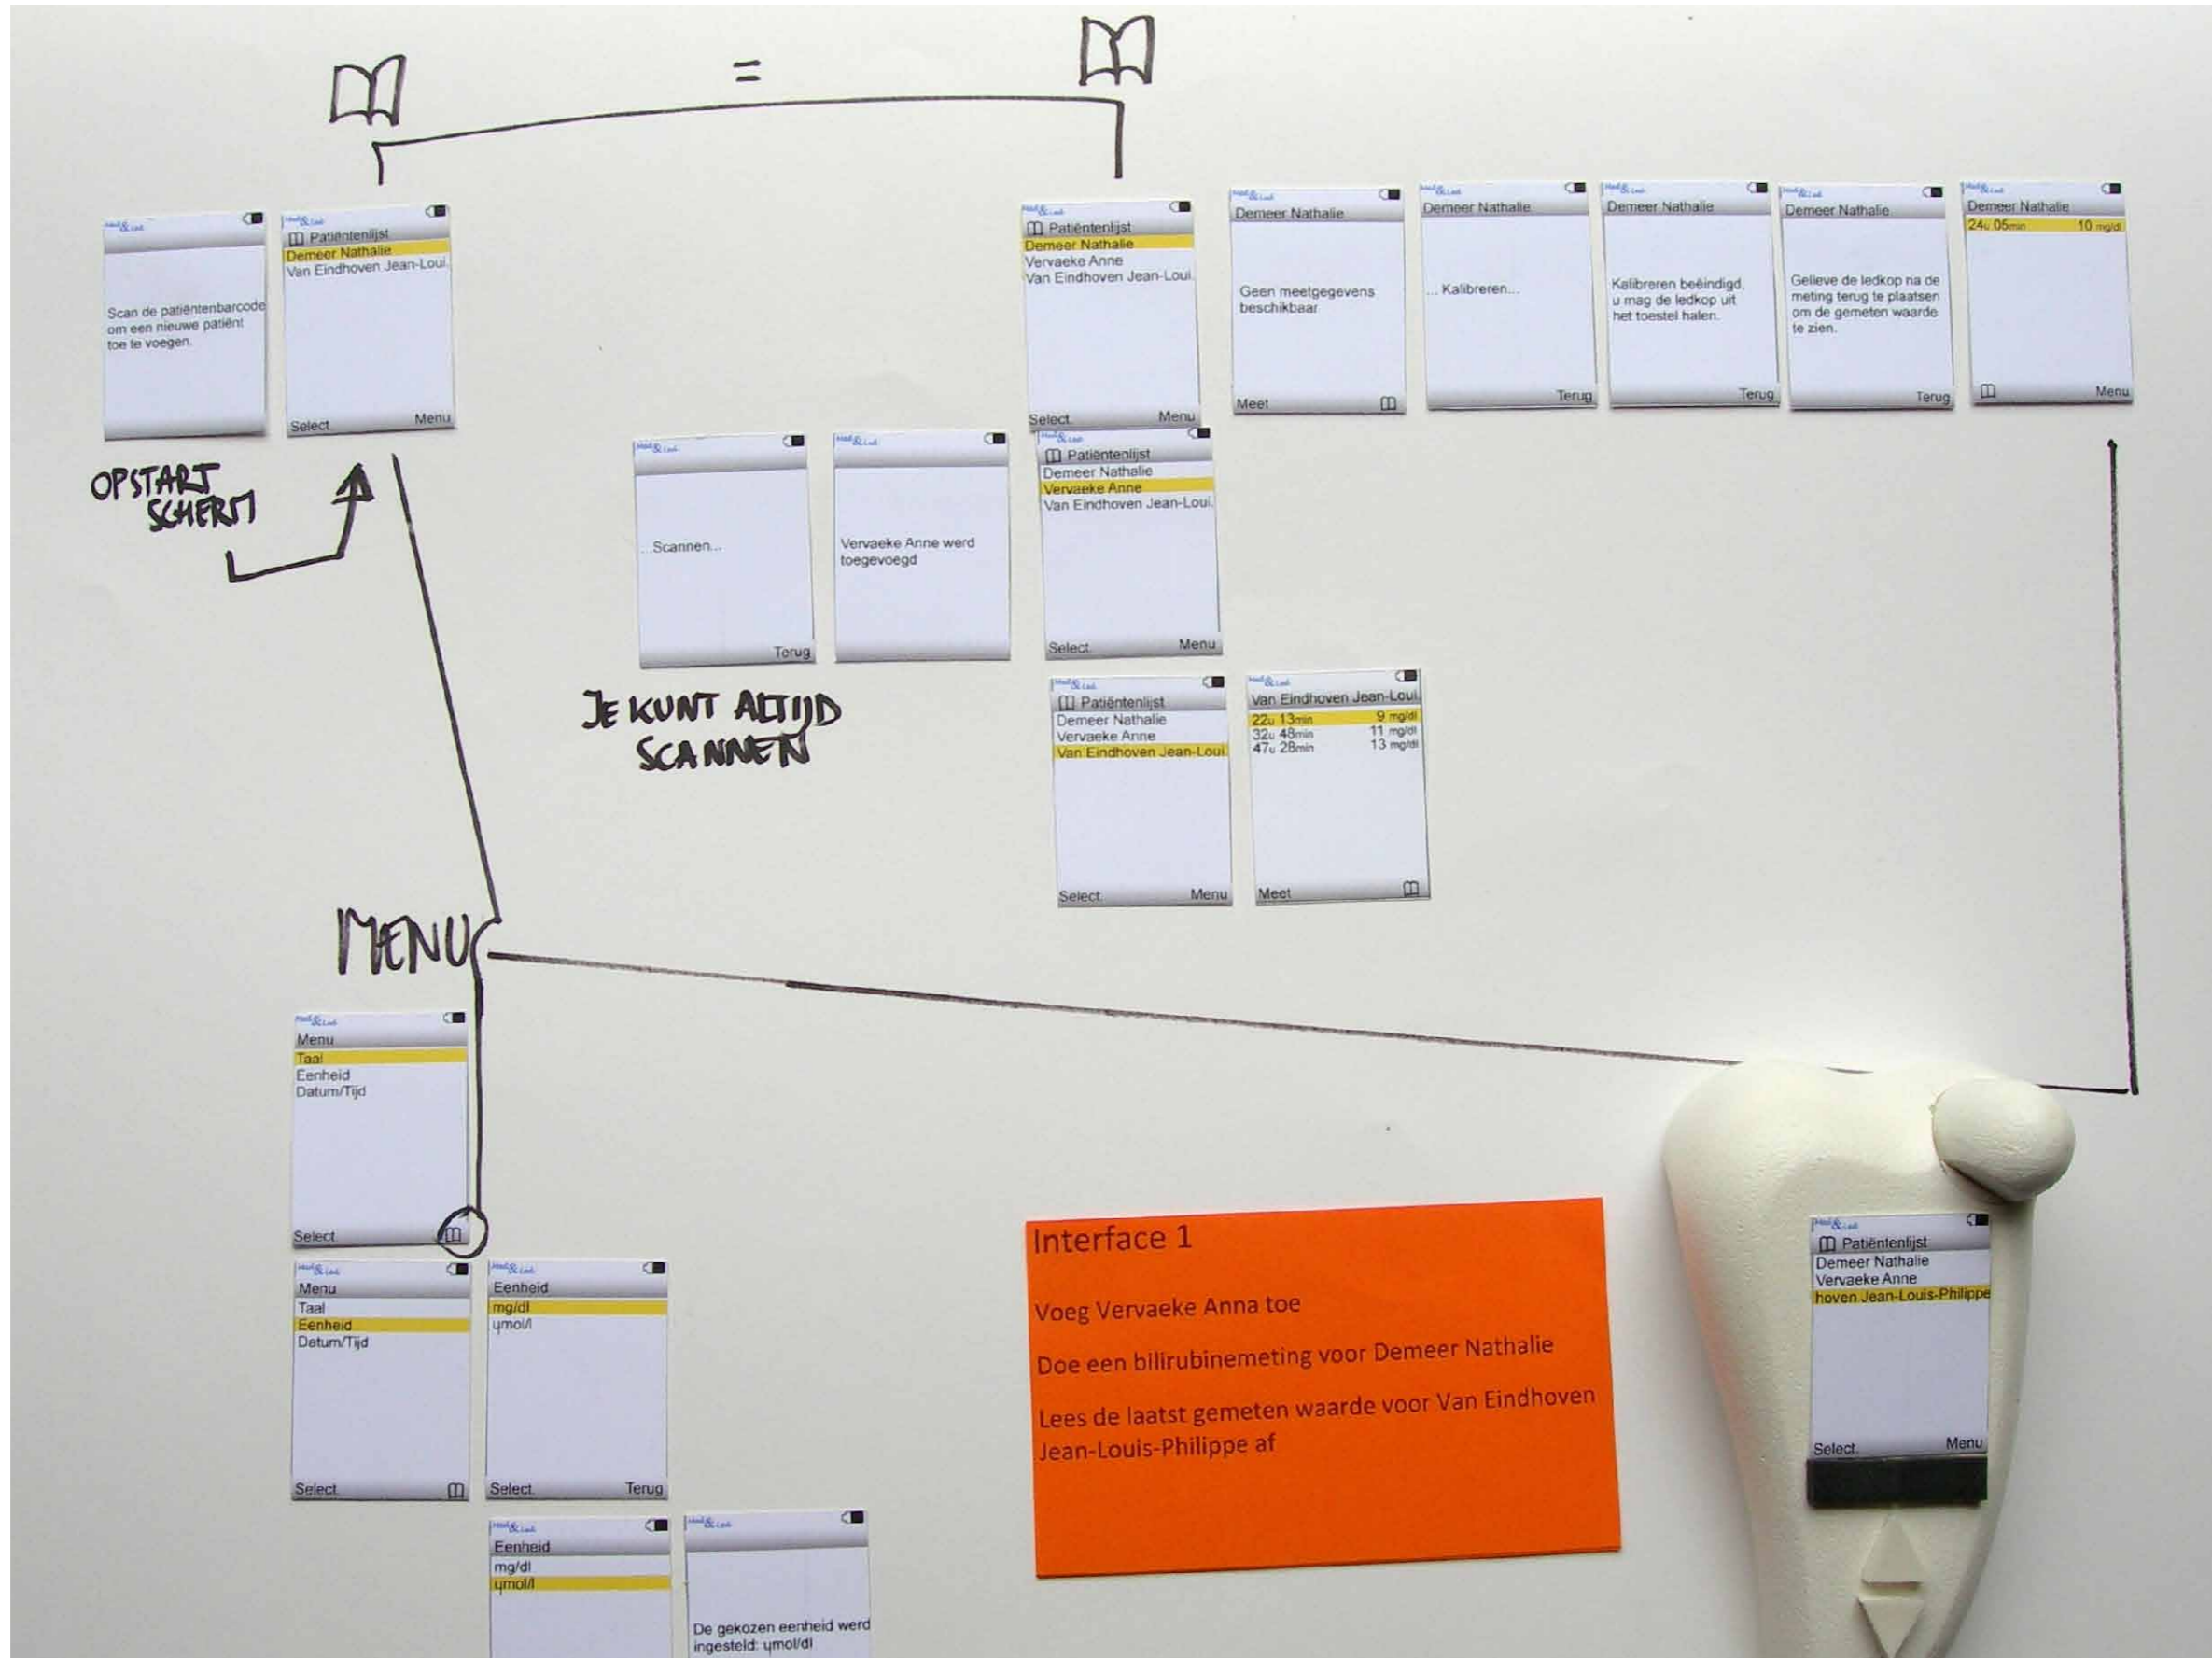 =
Scan de patiëntenbarcode
om een nieuwe patiënt
toe te voegen.
Patiëntenlijst
Demeer Nathalie
Van Eindhoven Jean-Loui.
Select. Menu
OPSTART
SCHERM
Patiëntenlijst
Demeer Nathalie
Vervaeke Anne
Van Eindhoven Jean-Loui.
Select. Menu
Demeer Nathalie
Geen meetgegevens
beschikbaar
Meet
Demeer Nathalie
... Kalibreren...
Terug
Demeer Nathalie
Kalibreren beëindigd,
u mag de ledkop uit
het toestel halen.
Terug
Demeer Nathalie
Gelieve de ledkop na de
meting terug te plaatsen
om de gemeten waarde
te zien.
Terug
Demeer Nathalie
24u 05min 10 mg/dl
Menu
...Scannen...
Terug
Vervaeke Anne werd
toegevoegd
Patiëntenlijst
Demeer Nathalie
Vervaeke Anne
Van Eindhoven Jean-Loui.
Select. Menu
JE KUNT ALTIJD
SCANNEN
Patiëntenlijst
Demeer Nathalie
Vervaeke Anne
Van Eindhoven Jean-Loui.
Select. Menu
Van Eindhoven Jean-Loui.
22u 13min 9 mg/dl
32u 48min 11 mg/dl
47u 28min 13 mg/dl
Meet
MENU
Menu
Taal
Eenheid
Datum/Tijd
Select.
Menu
Taal
Eenheid
Datum/Tijd
Select.
Eenheid
mg/dl
ųmol/l
Select. Terug
Eenheid
mg/dl
ųmol/l
De gekozen eenheid werd
ingesteld: ųmol/dl
Interface 1
Voeg Vervaeke Anna toe
Doe een bilirubinemeting voor Demeer Nathalie
Lees de laatst gemeten waarde voor Van Eindhoven
Jean-Louis-Philippe af
Patiëntenlijst
Demeer Nathalie
Vervaeke Anne
hoven Jean-Louis-Philippe
Select. Menu